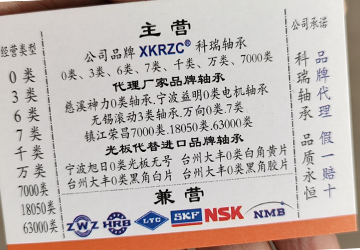 经营类型
0类
3类
6类
7类
千类
万类
7000类
18050类
63000类
主营
公司品牌 XKRZC® 科瑞轴承
0类、3类、6类、7类、千类、万类、7000类
代理厂家品牌轴承
慈溪神力0类轴承.宁波益明0类电机轴承
无锡滚动3类轴承.万向0类.7类
镇江荣昌7000类.18050类.63000类
光板代替进口品牌轴承
宁波旭日0类光板无号 台州大丰0类白角黄片
台州大丰0类黑角白片 台州大丰0类黑角胶片
兼营
ZWZ HRB LYC SKF NSK NMB
公司承诺
品牌代理 假一赔十
科瑞轴承 品质永恒